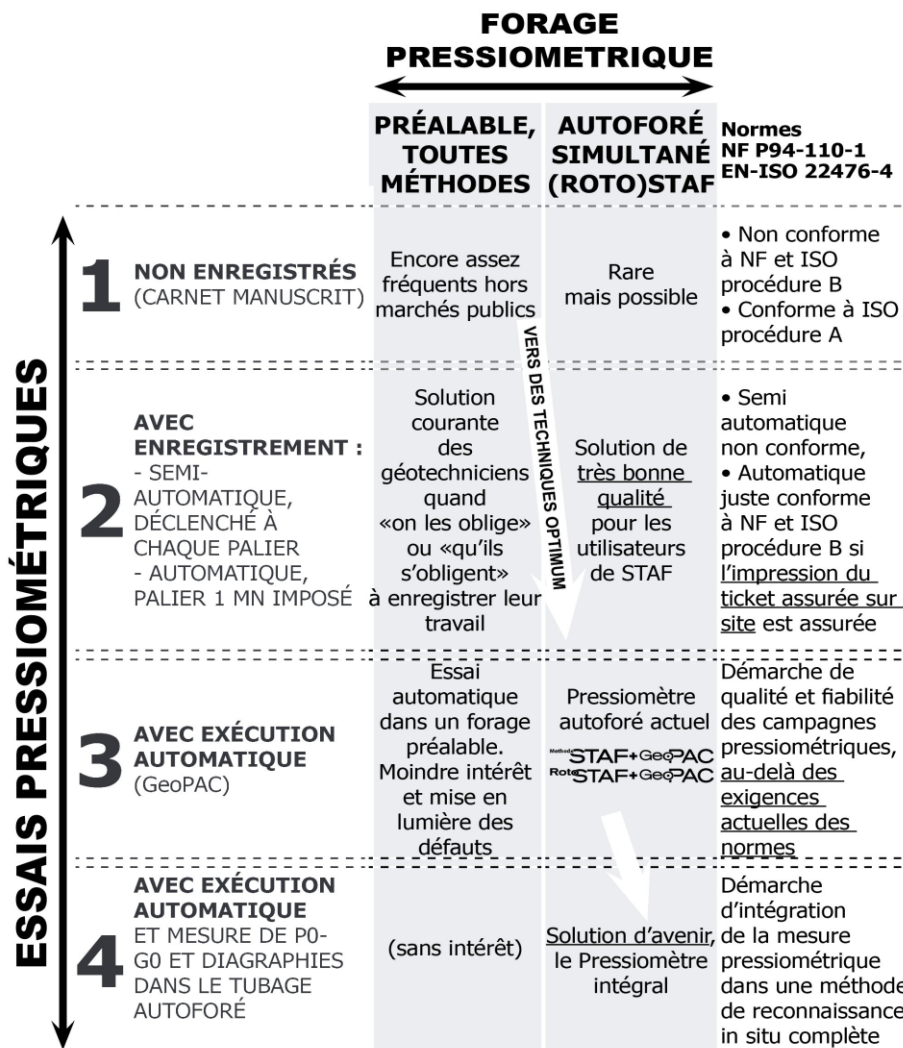 FORAGE
PRESSIOMETRIQUE
PRÉALABLE,
TOUTES
MÉTHODES
AUTOFORÉ
SIMULTANÉ
(ROTO)STAF
Normes
NF P94-110-1
EN-ISO 22476-4
ESSAIS PRESSIOMÉTRIQUES
1
NON ENREGISTRÉS
(CARNET MANUSCRIT)
Encore assez
fréquents hors
marchés publics
Rare
mais possible
• Non conforme
à NF et ISO
procédure B
• Conforme à ISO
procédure A
VERS DES TECHNIQUES OPTIMUM
2
AVEC
ENREGISTREMENT :
- SEMI-
AUTOMATIQUE,
DÉCLENCHÉ À
CHAQUE PALIER
- AUTOMATIQUE,
PALIER 1 MN IMPOSÉ
Solution
courante
des
géotechniciens
quand
«on les oblige»
ou «qu'ils
s'obligent»
à enregistrer leur
travail
Solution de
très bonne
qualité
pour les
utilisateurs
de STAF
• Semi
automatique
non conforme,
• Automatique
juste conforme
à NF et ISO
procédure B si
l'impression du
ticket assurée sur
site est assurée
3
AVEC EXÉCUTION
AUTOMATIQUE
(GeoPAC)
Essai
automatique
dans un forage
préalable.
Moindre intérêt
et mise en
lumière des
défauts
Pressiomètre
autoforé actuel
Methode STAF+GeoPAC
Roto STAF+GeoPAC
Démarche de
qualité et fiabilité
des campagnes
pressiométriques,
au-delà des
exigences
actuelles des
normes
4
AVEC EXÉCUTION
AUTOMATIQUE
ET MESURE DE P0-
G0 ET DIAGRAPHIES
DANS LE TUBAGE
AUTOFORÉ
(sans intérêt)
Solution d'avenir,
le Pressiomètre
intégral
Démarche
d'intégration
de la mesure
pressiométrique
dans une méthode
de reconnaissance
in situ complète